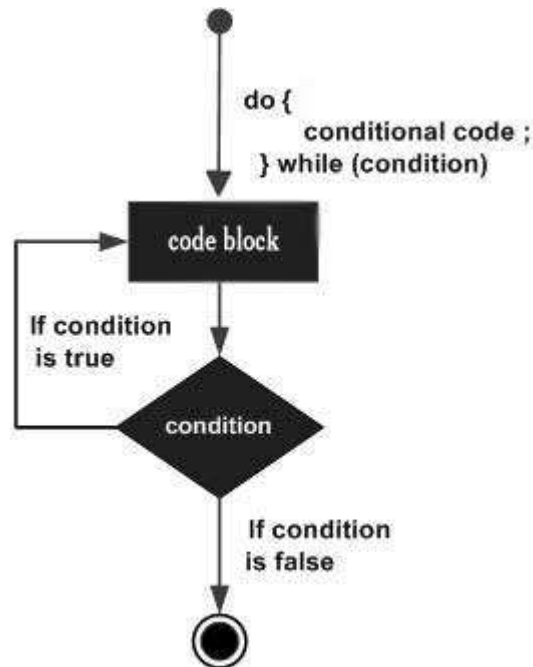 do {
conditional code ;
} while (condition)
code block
If condition
is true
condition
If condition
is false